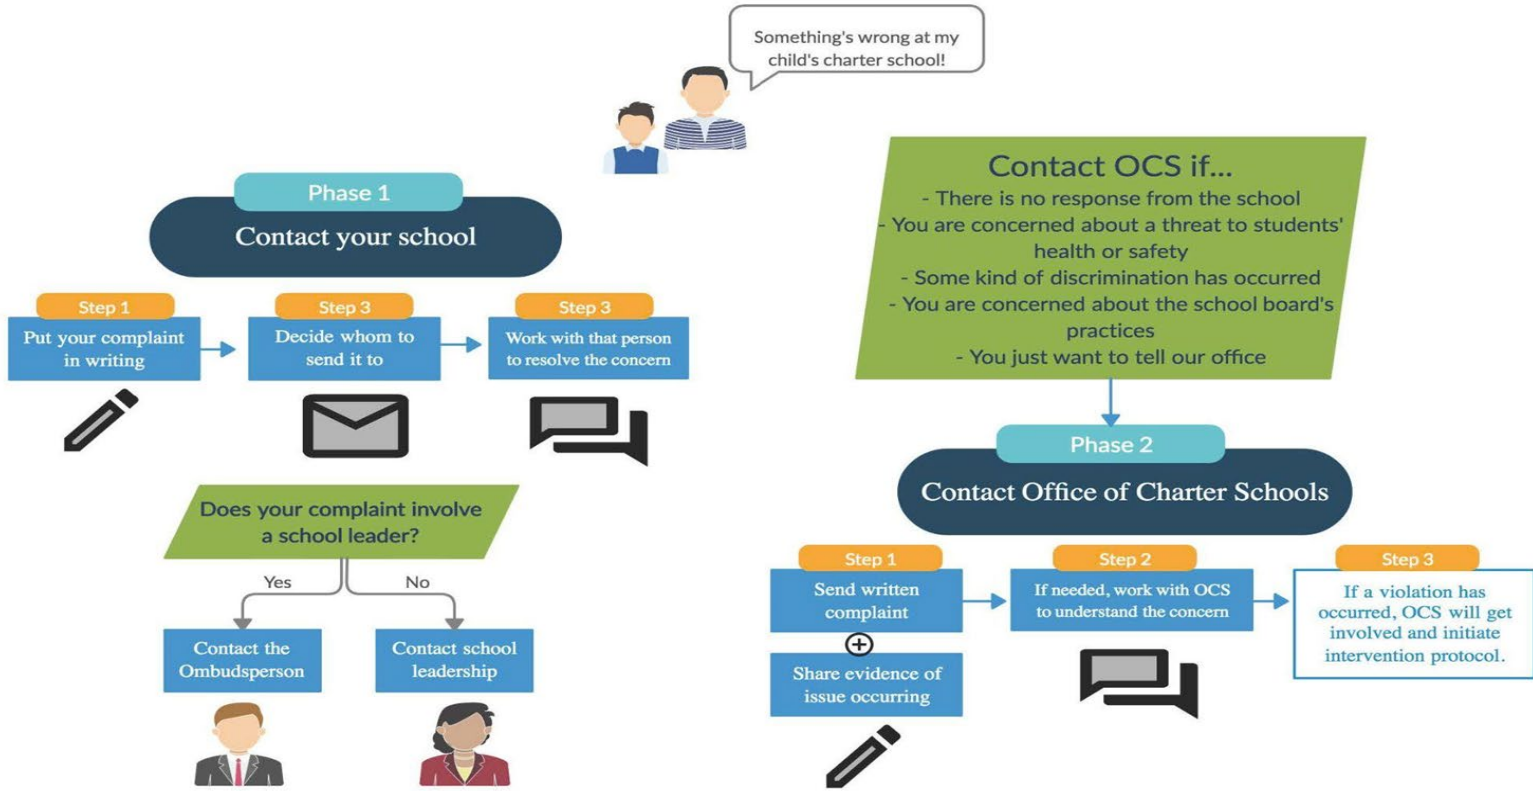 Something's wrong at my
child's charter school!
Phase 1
Contact your school
Step 1
Put your complaint
in writing
Step 3
Decide whom to
send it to
Step 3
Work with that person
to resolve the concern
Does your complaint involve
a school leader?
Yes
No
Contact the
Ombudsperson
Contact school
leadership
Contact OCS if...
- There is no response from the school
- You are concerned about a threat to students'
health or safety
- Some kind of discrimination has occurred
- You are concerned about the school board's
practices
- You just want to tell our office
Phase 2
Contact Office of Charter Schools
Step 1
Send written
complaint
Share evidence of
issue occurring
Step 2
If needed, work with OCS
to understand the concern
Step 3
If a violation has
occurred, OCS will get
involved and initiate
intervention protocol.